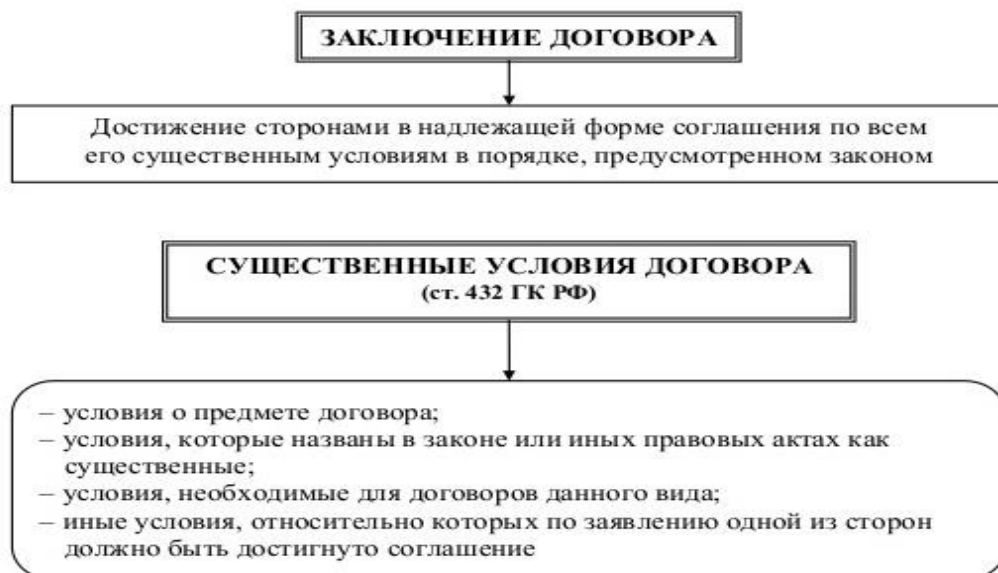 ЗАКЛЮЧЕНИЕ ДОГОВОРА
Достижение сторонами в надлежащей форме соглашения по всем
его существенным условиям в порядке, предусмотренном законом
СУЩЕСТВЕННЫЕ УСЛОВИЯ ДОГОВОРА
(ст. 432 ГК РФ)
– условия о предмете договора;
– условия, которые названы в законе или иных правовых актах как
существенные;
– условия, необходимые для договоров данного вида;
– иные условия, относительно которых по заявлению одной из сторон
должно быть достигнуто соглашение